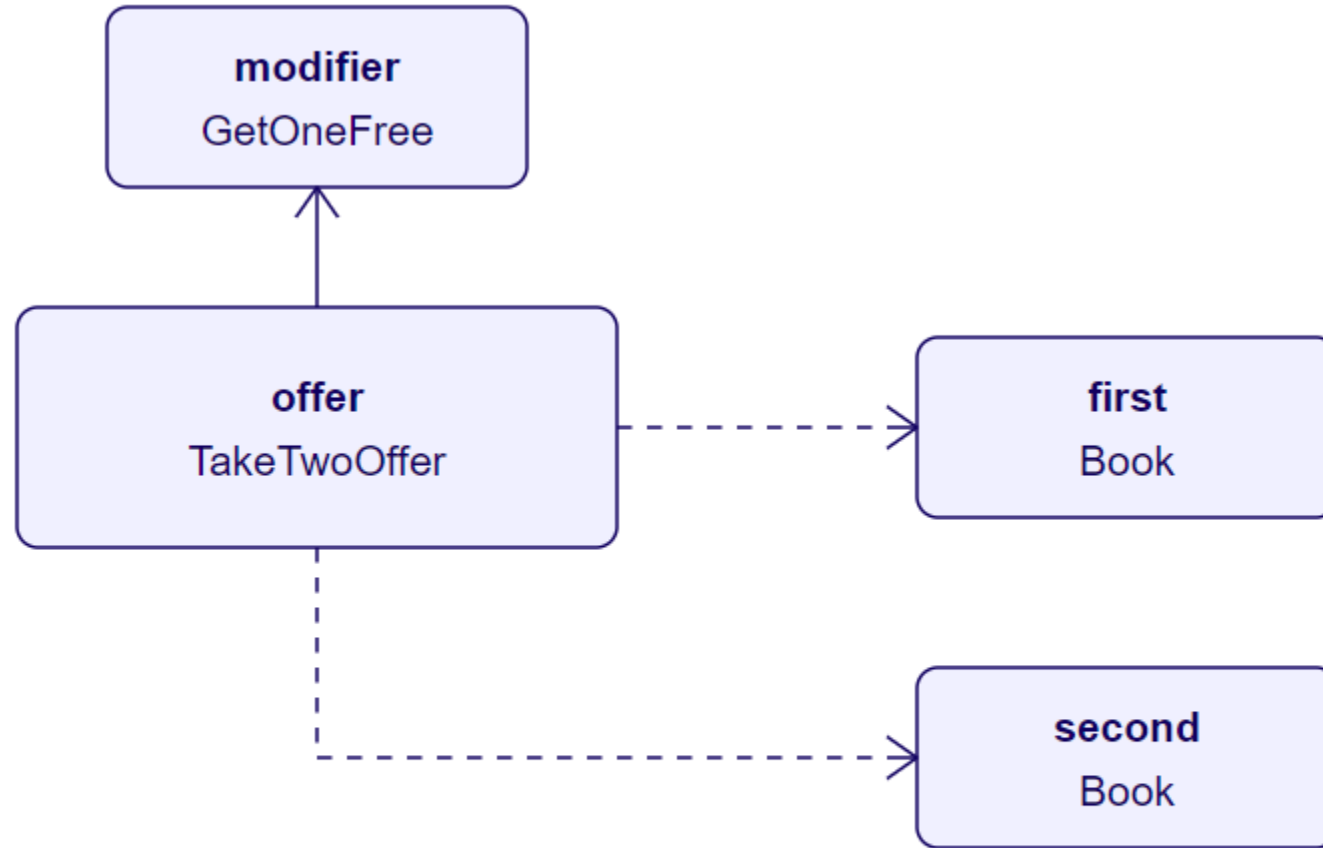 modifier
GetOneFree
offer
TakeTwoOffer
first
Book
second
Book